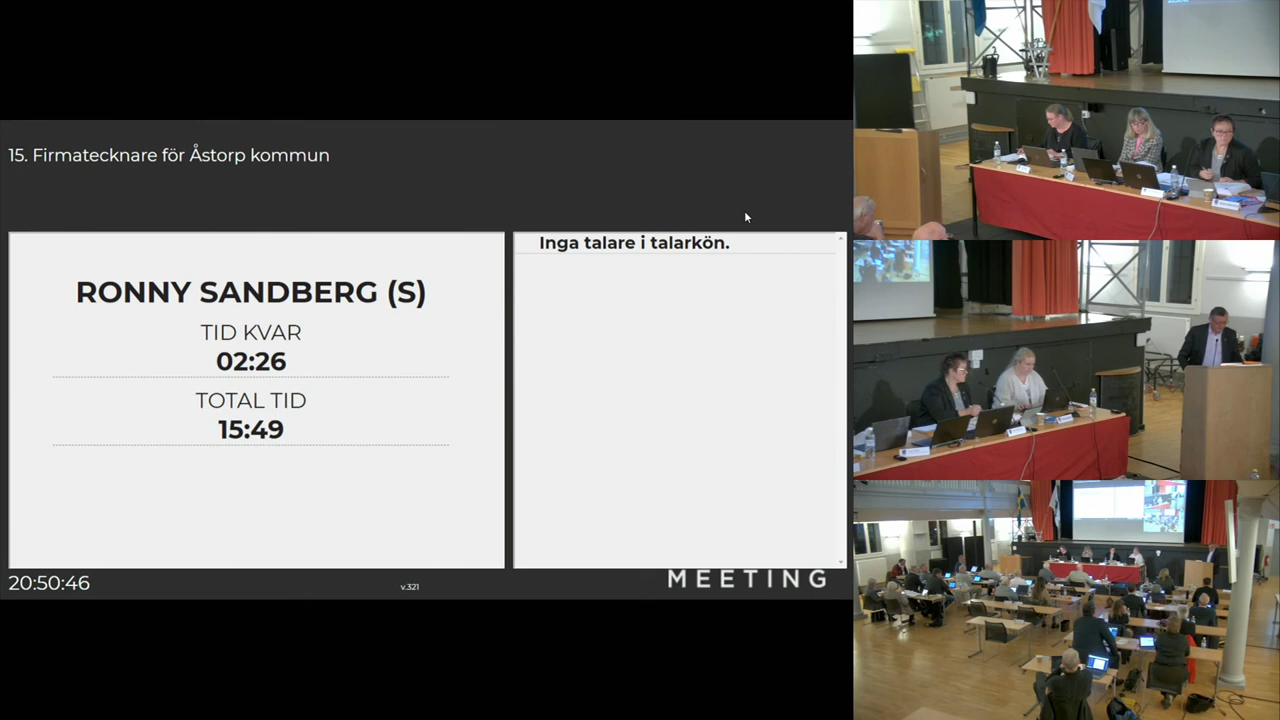 15. Firmatecknare för Åstorp kommun
RONNY SANDBERG (S)
TID KVAR
02:26
TOTAL TID
15:49
Inga talare i talarkön.
20:50:46
v.321
MEETING